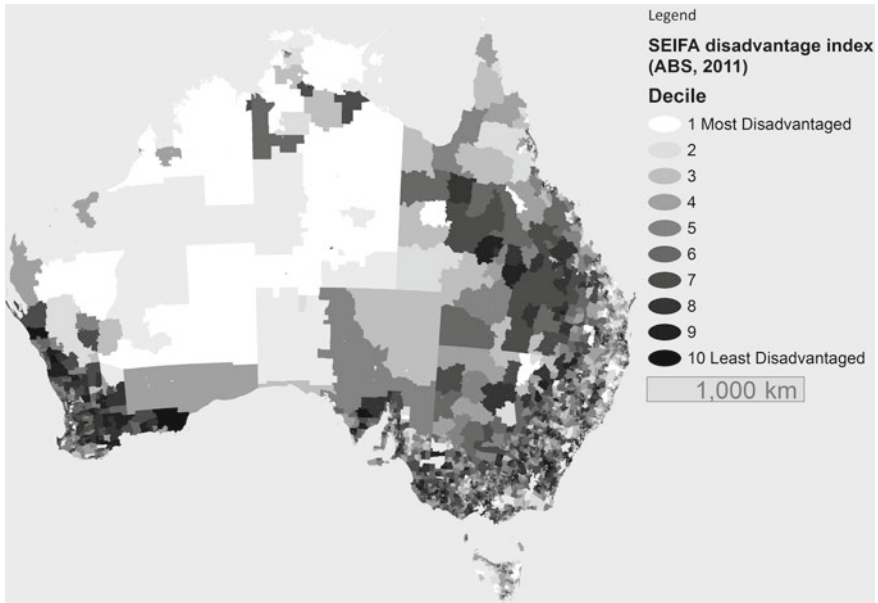 Legend
SEIFA disadvantage index
(ABS, 2011)
Decile
1 Most Disadvantaged
2
3
4
5
6
7
8
9
10 Least Disadvantaged
1,000 km